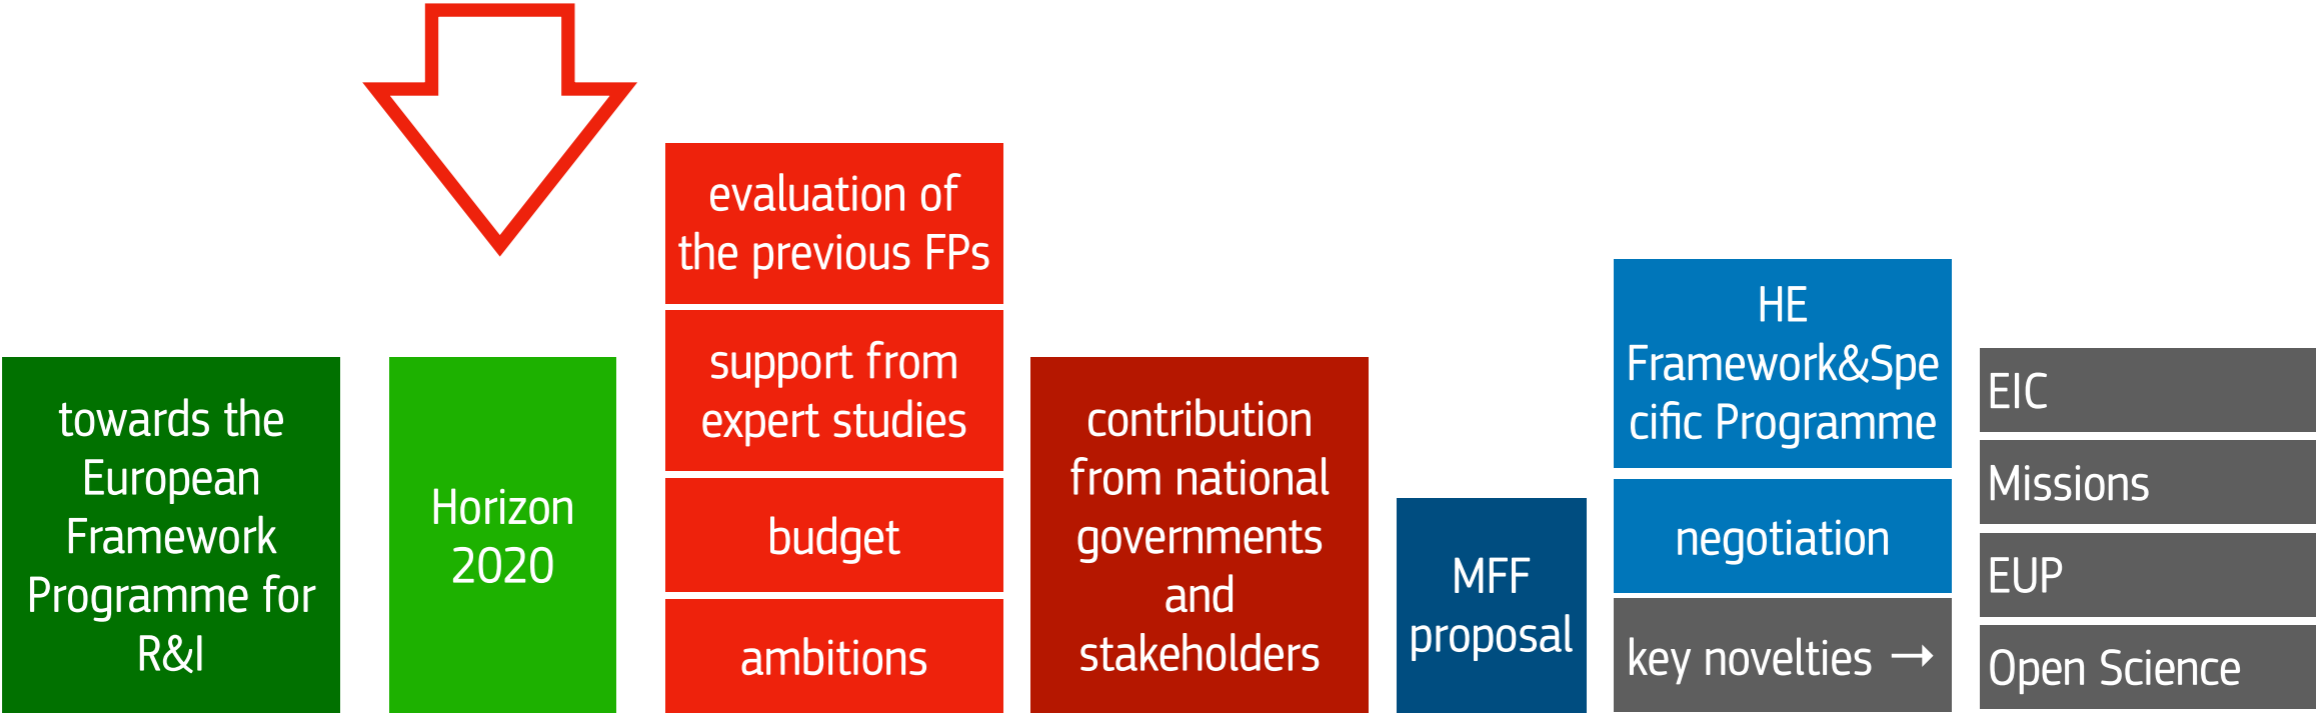 towards the
European
Framework
Programme for
R&I
Horizon
2020
evaluation of
the previous FPs
support from
expert studies
budget
ambitions
contribution
from national
governments
and
stakeholders
MFF
proposal
HE
Framework&Spe
cific Programme
negotiation
key novelties →
EIC
Missions
EUP
Open Science